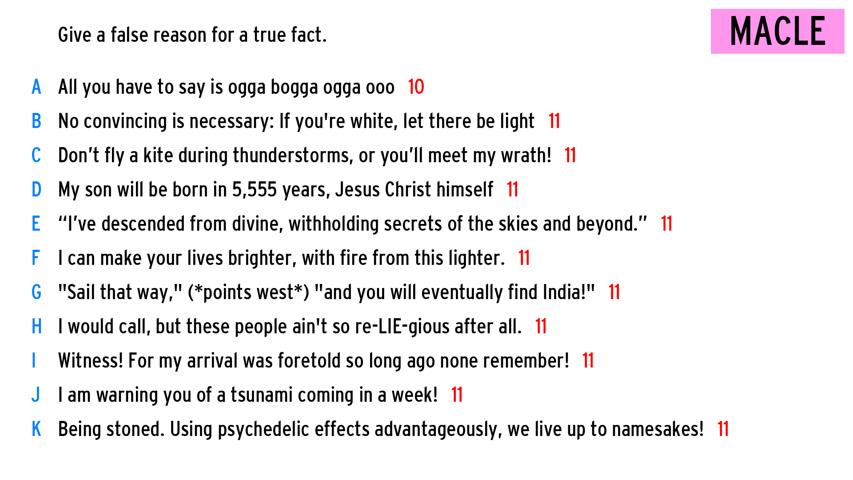 MACLE
Give a false reason for a true fact.
A All you have to say is ogga bogga ogga ooo 10
B No convincing is necessary: If you're white, let there be light 11
C Don’t fly a kite during thunderstorms, or you’ll meet my wrath! 11
D My son will be born in 5,555 years, Jesus Christ himself 11
E “I’ve descended from divine, withholding secrets of the skies and beyond.” 11
F I can make your lives brighter, with fire from this lighter. 11
G "Sail that way," (*points west*) "and you will eventually find India!" 11
H I would call, but these people ain't so re-LIE-gious after all. 11
I Witness! For my arrival was foretold so long ago none remember! 11
J I am warning you of a tsunami coming in a week! 11
K Being stoned. Using psychedelic effects advantageously, we live up to namesakes! 11